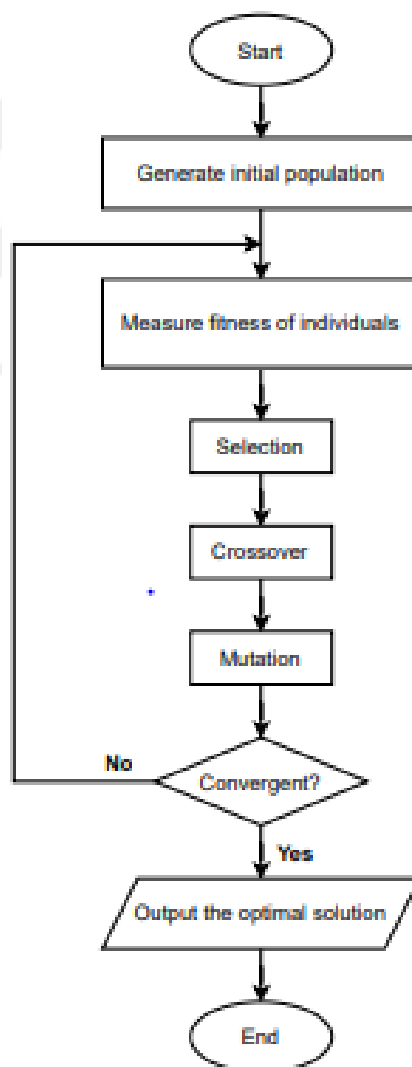 Start
Generate initial population
Measure fitness of individuals
Selection
Crossover
Mutation
No
Convergent?
Yes
Output the optimal solution
End